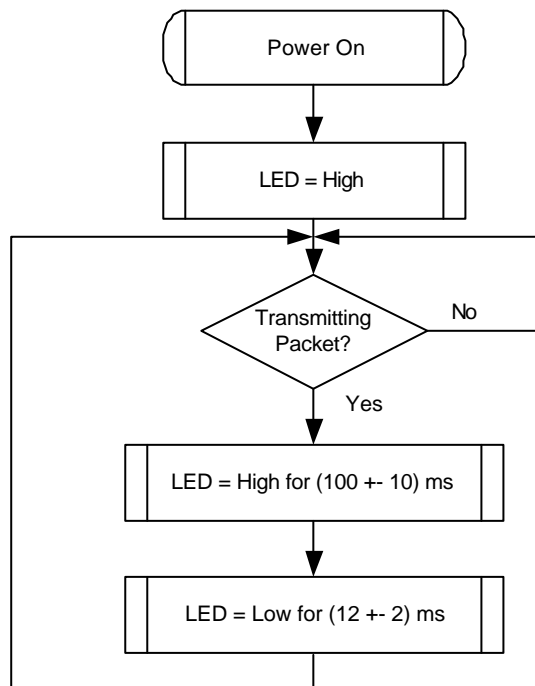 Power On
LED = High
Transmitting
Packet?
No
Yes
LED = High for (100 +- 10) ms
LED = Low for (12 +- 2) ms